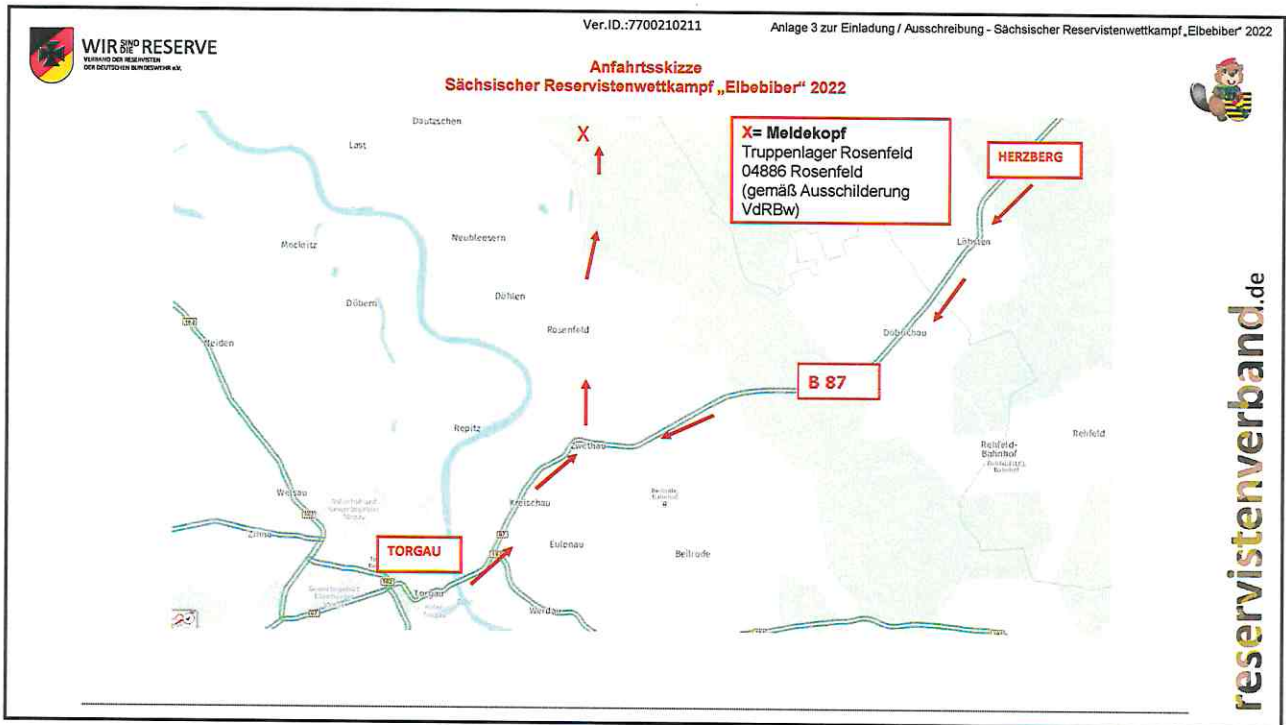 Ver.ID.:7700210211
Anlage 3 zur Einladung / Ausschreibung - Sächsischer Reservistenwettkampf „Elbebiber" 2022
WIR SIND DIE RESERVE
VERBAND DER RESERVISTEN
DER DEUTSCHEN BUNDESWEHR e.V.
Anfahrtsskizze
Sächsischer Reservistenwettkampf „Elbebiber" 2022
X
X= Meldekopf
Truppenlager Rosenfeld
04886 Rosenfeld
(gemäß Ausschilderung
VdRBw)
HERZBERG
Dautzschen
Last
Neubleesern
Mockritz
Löhsten
Döbern
Döhlen
Rosenfeld
Neiden
B 87
Repitz
Zwethau
Rehfeld-
Bahnhof
Rehfeld
Welsau
Kreischau
Zinna
Eulenau
Beilrode
TORGAU
Torgau
Werdau
reservistenverband.de